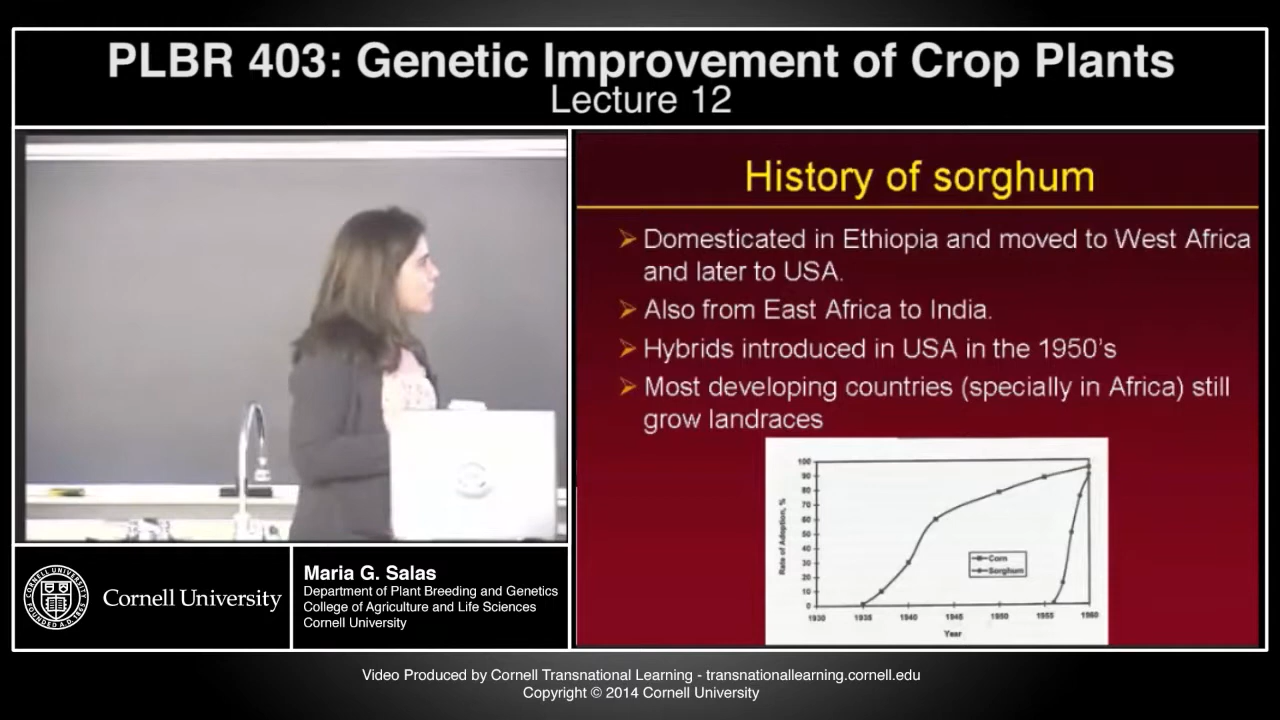 PLBR 403: Genetic Improvement of Crop Plants
Lecture 12
History of sorghum
Domesticated in Ethiopia and moved to West Africa
and later to USA.
Also from East Africa to India.
Hybrids introduced in USA in the 1950's
Most developing countries (specially in Africa) still
grow landraces
Rate of Adoption, %
100
90
80
70
60
50
40
30
20
10
0
Corn
Sorghum
1930 1935 1940 1945 1950 1955 1960
Year
Cornell University
Maria G. Salas
Department of Plant Breeding and Genetics
College of Agriculture and Life Sciences
Cornell University
Video Produced by Cornell Transnational Learning - transnationallearning.cornell.edu
Copyright © 2014 Cornell University